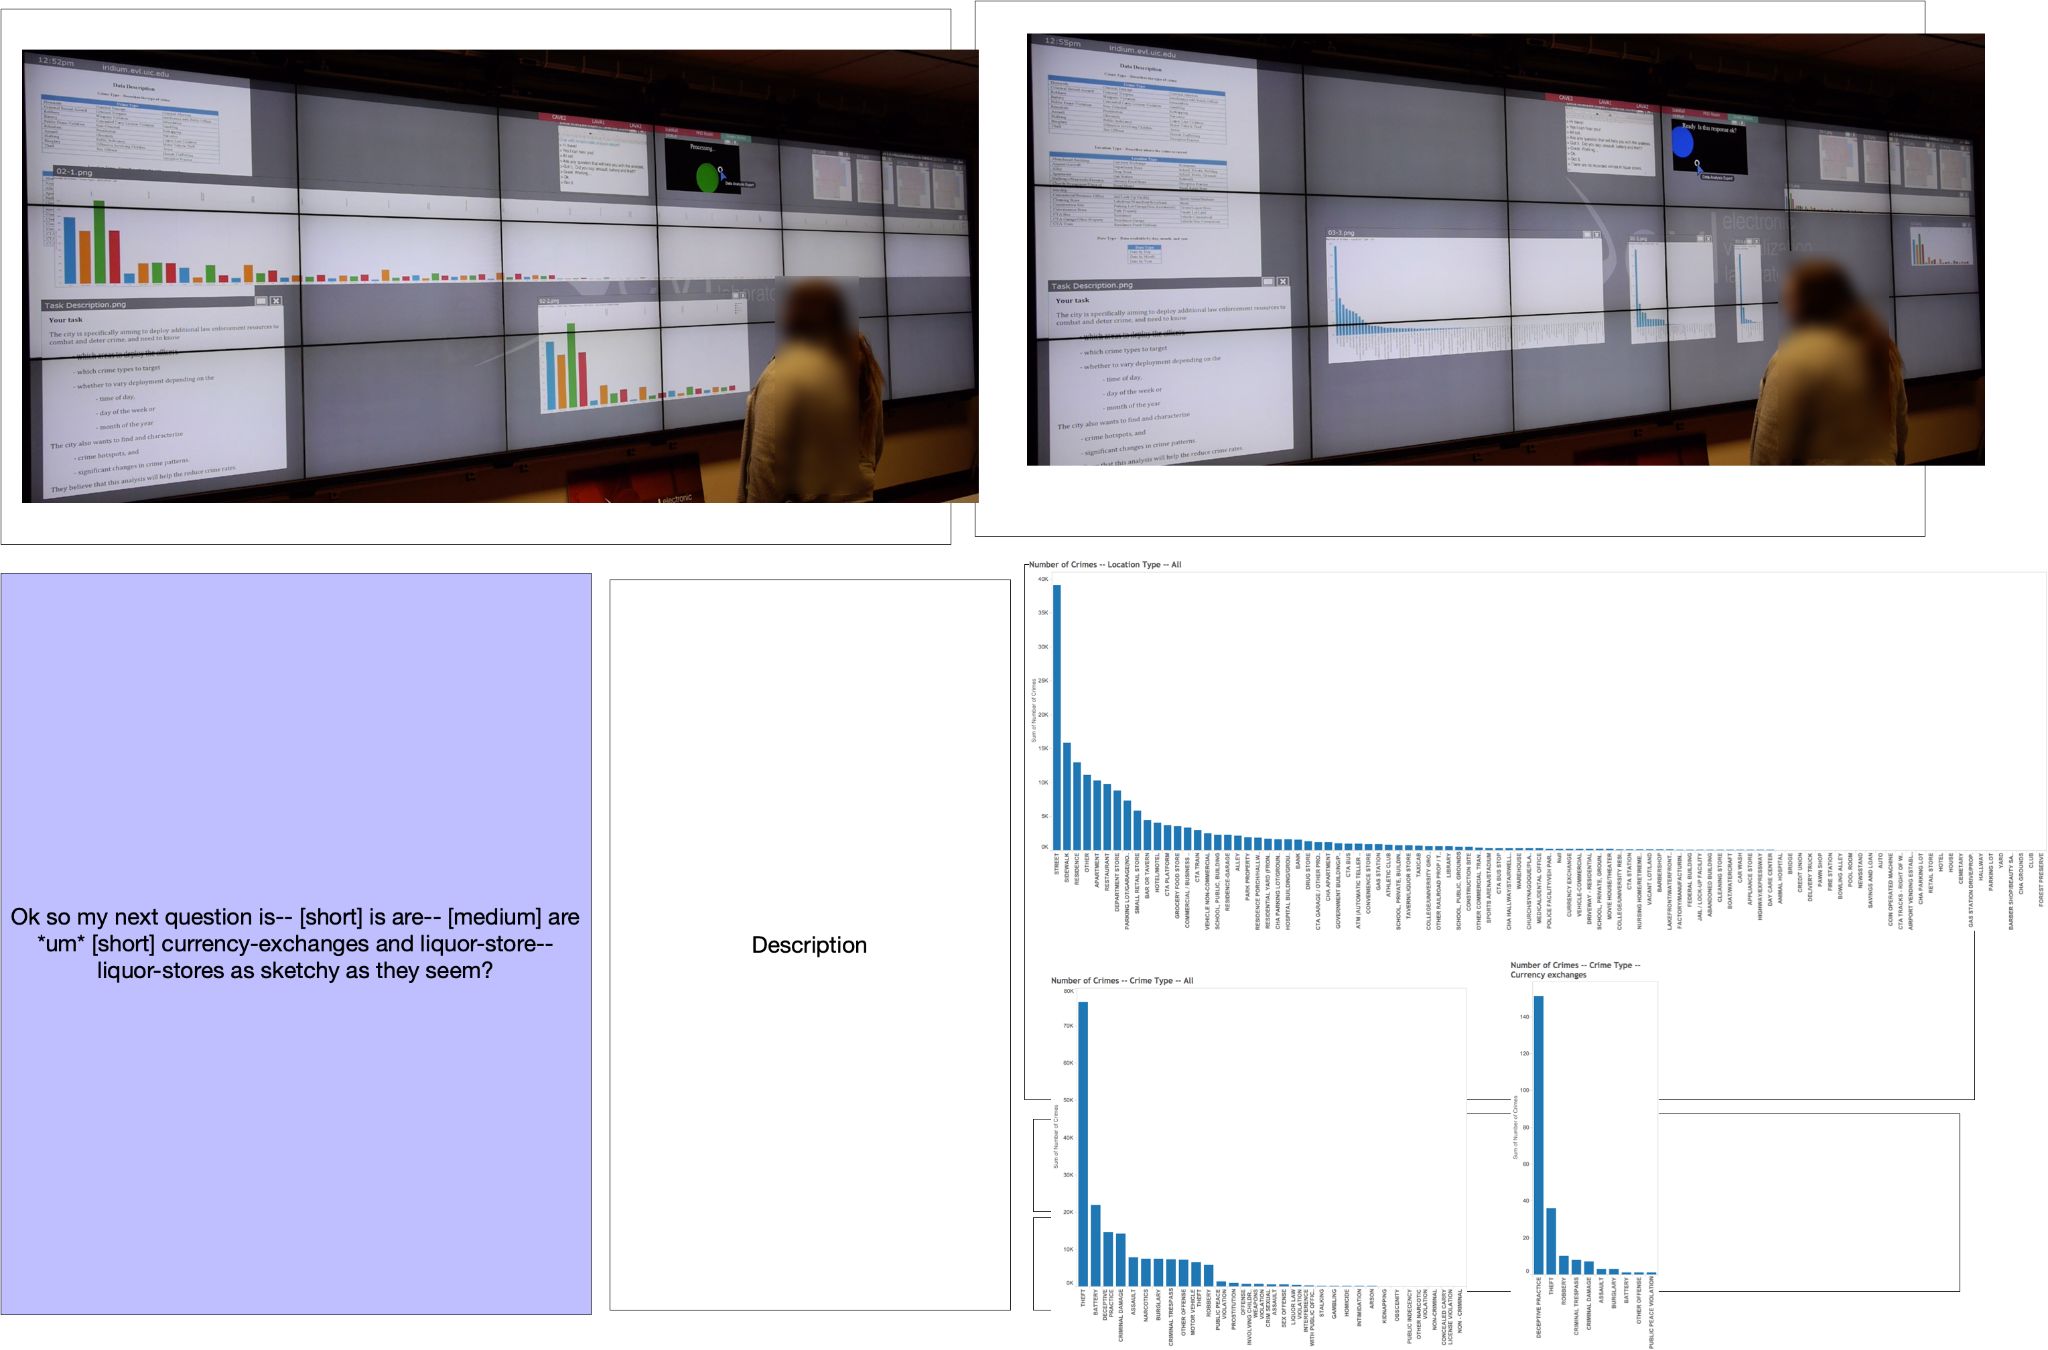 12:52pm iridium.evl.uic.edu
Data Description
Crime Type
CAVE2 LAVA1 LAVA2
Processing...
Data Analysis Expert
02-1.png
02-2.png
Task Description.png
Your task
The city is specifically aiming to deploy additional law enforcement resources to
combat and deter crime, and need to know
- which areas to deploy the officers
- which crime types to target
- whether to vary deployment depending on the
- time of day,
- day of the week or
- month of the year
The city also wants to find and characterize
- crime hotspots, and
- significant changes in crime patterns.
They believe that this analysis will help the reduce crime rates.
electronic
12:55pm iridium.evl.uic.edu
Data Description
Crime Type
Location Type
CAVE2 LAVA1 LAVA2
Ready. Is this response ok?
Data Analysis Expert
03-3.png
electronic
Task Description.png
Your task
The city is specifically aiming to deploy additional law enforcement resources to
combat and deter crime, and need to know
- which areas to deploy the officers
- which crime types to target
- whether to vary deployment depending on the
- time of day,
- day of the week or
- month of the year
The city also wants to find and characterize
- crime hotspots, and
- significant changes in crime patterns.
that this analysis will help the reduce crime rates.
Ok so my next question is-- [short] is are-- [medium] are
*um* [short] currency-exchanges and liquor-store--
liquor-stores as sketchy as they seem?
Description
Number of Crimes -- Location Type -- All
Sum of Number of Crimes
40K
35K
30K
25K
20K
15K
10K
5K
0K
STREET
SIDEWALK
RESIDENCE
OTHER
APARTMENT
RESTAURANT
DEPARTMENT STORE
PARKING LOT/GARAGE(NO..
SMALL RETAIL STORE
BAR OR TAVERN
HOTEL/MOTEL
CTA PLATFORM
GROCERY FOOD STORE
COMMERCIAL / BUSINESS ..
CTA TRAIN
VEHICLE NON-COMMERCIAL
SCHOOL, PUBLIC, BUILDING
RESIDENCE-GARAGE
ALLEY
PARK PROPERTY
RESIDENCE PORCH/HALLW..
RESIDENTIAL YARD (FRON..
CHA PARKING LOT/GROUN..
HOSPITAL BUILDING/GROU..
BANK
DRUG STORE
CTA GARAGE / OTHER PRO..
CHA APARTMENT
GOVERNMENT BUILDING/P..
CTA BUS
ATM (AUTOMATIC TELLER ..
CONVENIENCE STORE
GAS STATION
ATHLETIC CLUB
SCHOOL, PRIVATE, BUILDIN..
TAVERN/LIQUOR STORE
TAXICAB
COLLEGE/UNIVERSITY GRO..
OTHER RAILROAD PROP / T..
LIBRARY
SCHOOL, PUBLIC, GROUNDS
CONSTRUCTION SITE
OTHER COMMERCIAL TRAN..
SPORTS ARENA/STADIUM
CTA BUS STOP
CHA HALLWAY/STAIRWELL..
WAREHOUSE
CHURCH/SYNAGOGUE/PLA..
MEDICAL/DENTAL OFFICE
POLICE FACILITY/VEH PAR..
Null
CURRENCY EXCHANGE
VEHICLE-COMMERCIAL
DRIVEWAY - RESIDENTIAL
SCHOOL, PRIVATE, GROUN..
MOVIE HOUSE/THEATER
COLLEGE/UNIVERSITY RESI..
CTA STATION
NURSING HOME/RETIREME..
VACANT LOT/LAND
BARBERSHOP
LAKEFRONT/WATERFRONT..
FACTORY/MANUFACTURIN..
FEDERAL BUILDING
JAIL / LOCK-UP FACILITY
ABANDONED BUILDING
CLEANING STORE
BOAT/WATERCRAFT
CAR WASH
APPLIANCE STORE
HIGHWAY/EXPRESSWAY
DAY CARE CENTER
ANIMAL HOSPITAL
BRIDGE
CREDIT UNION
DELIVERY TRUCK
PAWN SHOP
FIRE STATION
BOWLING ALLEY
POOL ROOM
NEWSSTAND
SAVINGS AND LOAN
AUTO
COIN OPERATED MACHINE
CTA TRACKS - RIGHT OF W..
AIRPORT VENDING ESTABL..
CHA PARKING LOT
RETAIL STORE
HOTEL
HOUSE
CEMETARY
GAS STATION DRIVE/PROP.
HALLWAY
PARKING LOT
YARD
BARBER SHOP/BEAUTY SA..
CHA GROUNDS
CLUB
FOREST PRESERVE
Number of Crimes -- Crime Type -- All
Sum of Number of Crimes
80K
70K
60K
50K
40K
30K
20K
10K
0K
THEFT
BATTERY
DECEPTIVE PRACTICE
CRIMINAL DAMAGE
ASSAULT
NARCOTICS
BURGLARY
CRIMINAL TRESPASS
OTHER OFFENSE
MOTOR VEHICLE THEFT
ROBBERY
PUBLIC PEACE VIOLATION
PROSTITUTION
OFFENSE INVOLVING CHILDR..
WEAPONS VIOLATION
CRIM SEXUAL ASSAULT
SEX OFFENSE
LIQUOR LAW VIOLATION
INTERFERENCE WITH PUBLIC OFFIC..
STALKING
GAMBLING
HOMICIDE
INTIMIDATION
ARSON
KIDNAPPING
OBSCENITY
PUBLIC INDECENCY
OTHER NARCOTIC VIOLATION
NON-CRIMINAL
CONCEALED CARRY LICENSE VIOLATION
NON - CRIMINAL
Number of Crimes -- Crime Type --
Currency exchanges
Sum of Number of Crimes
140
120
100
80
60
40
20
0
DECEPTIVE PRACTICE
THEFT
ROBBERY
CRIMINAL TRESPASS
CRIMINAL DAMAGE
ASSAULT
BURGLARY
BATTERY
OTHER OFFENSE
PUBLIC PEACE VIOLATION